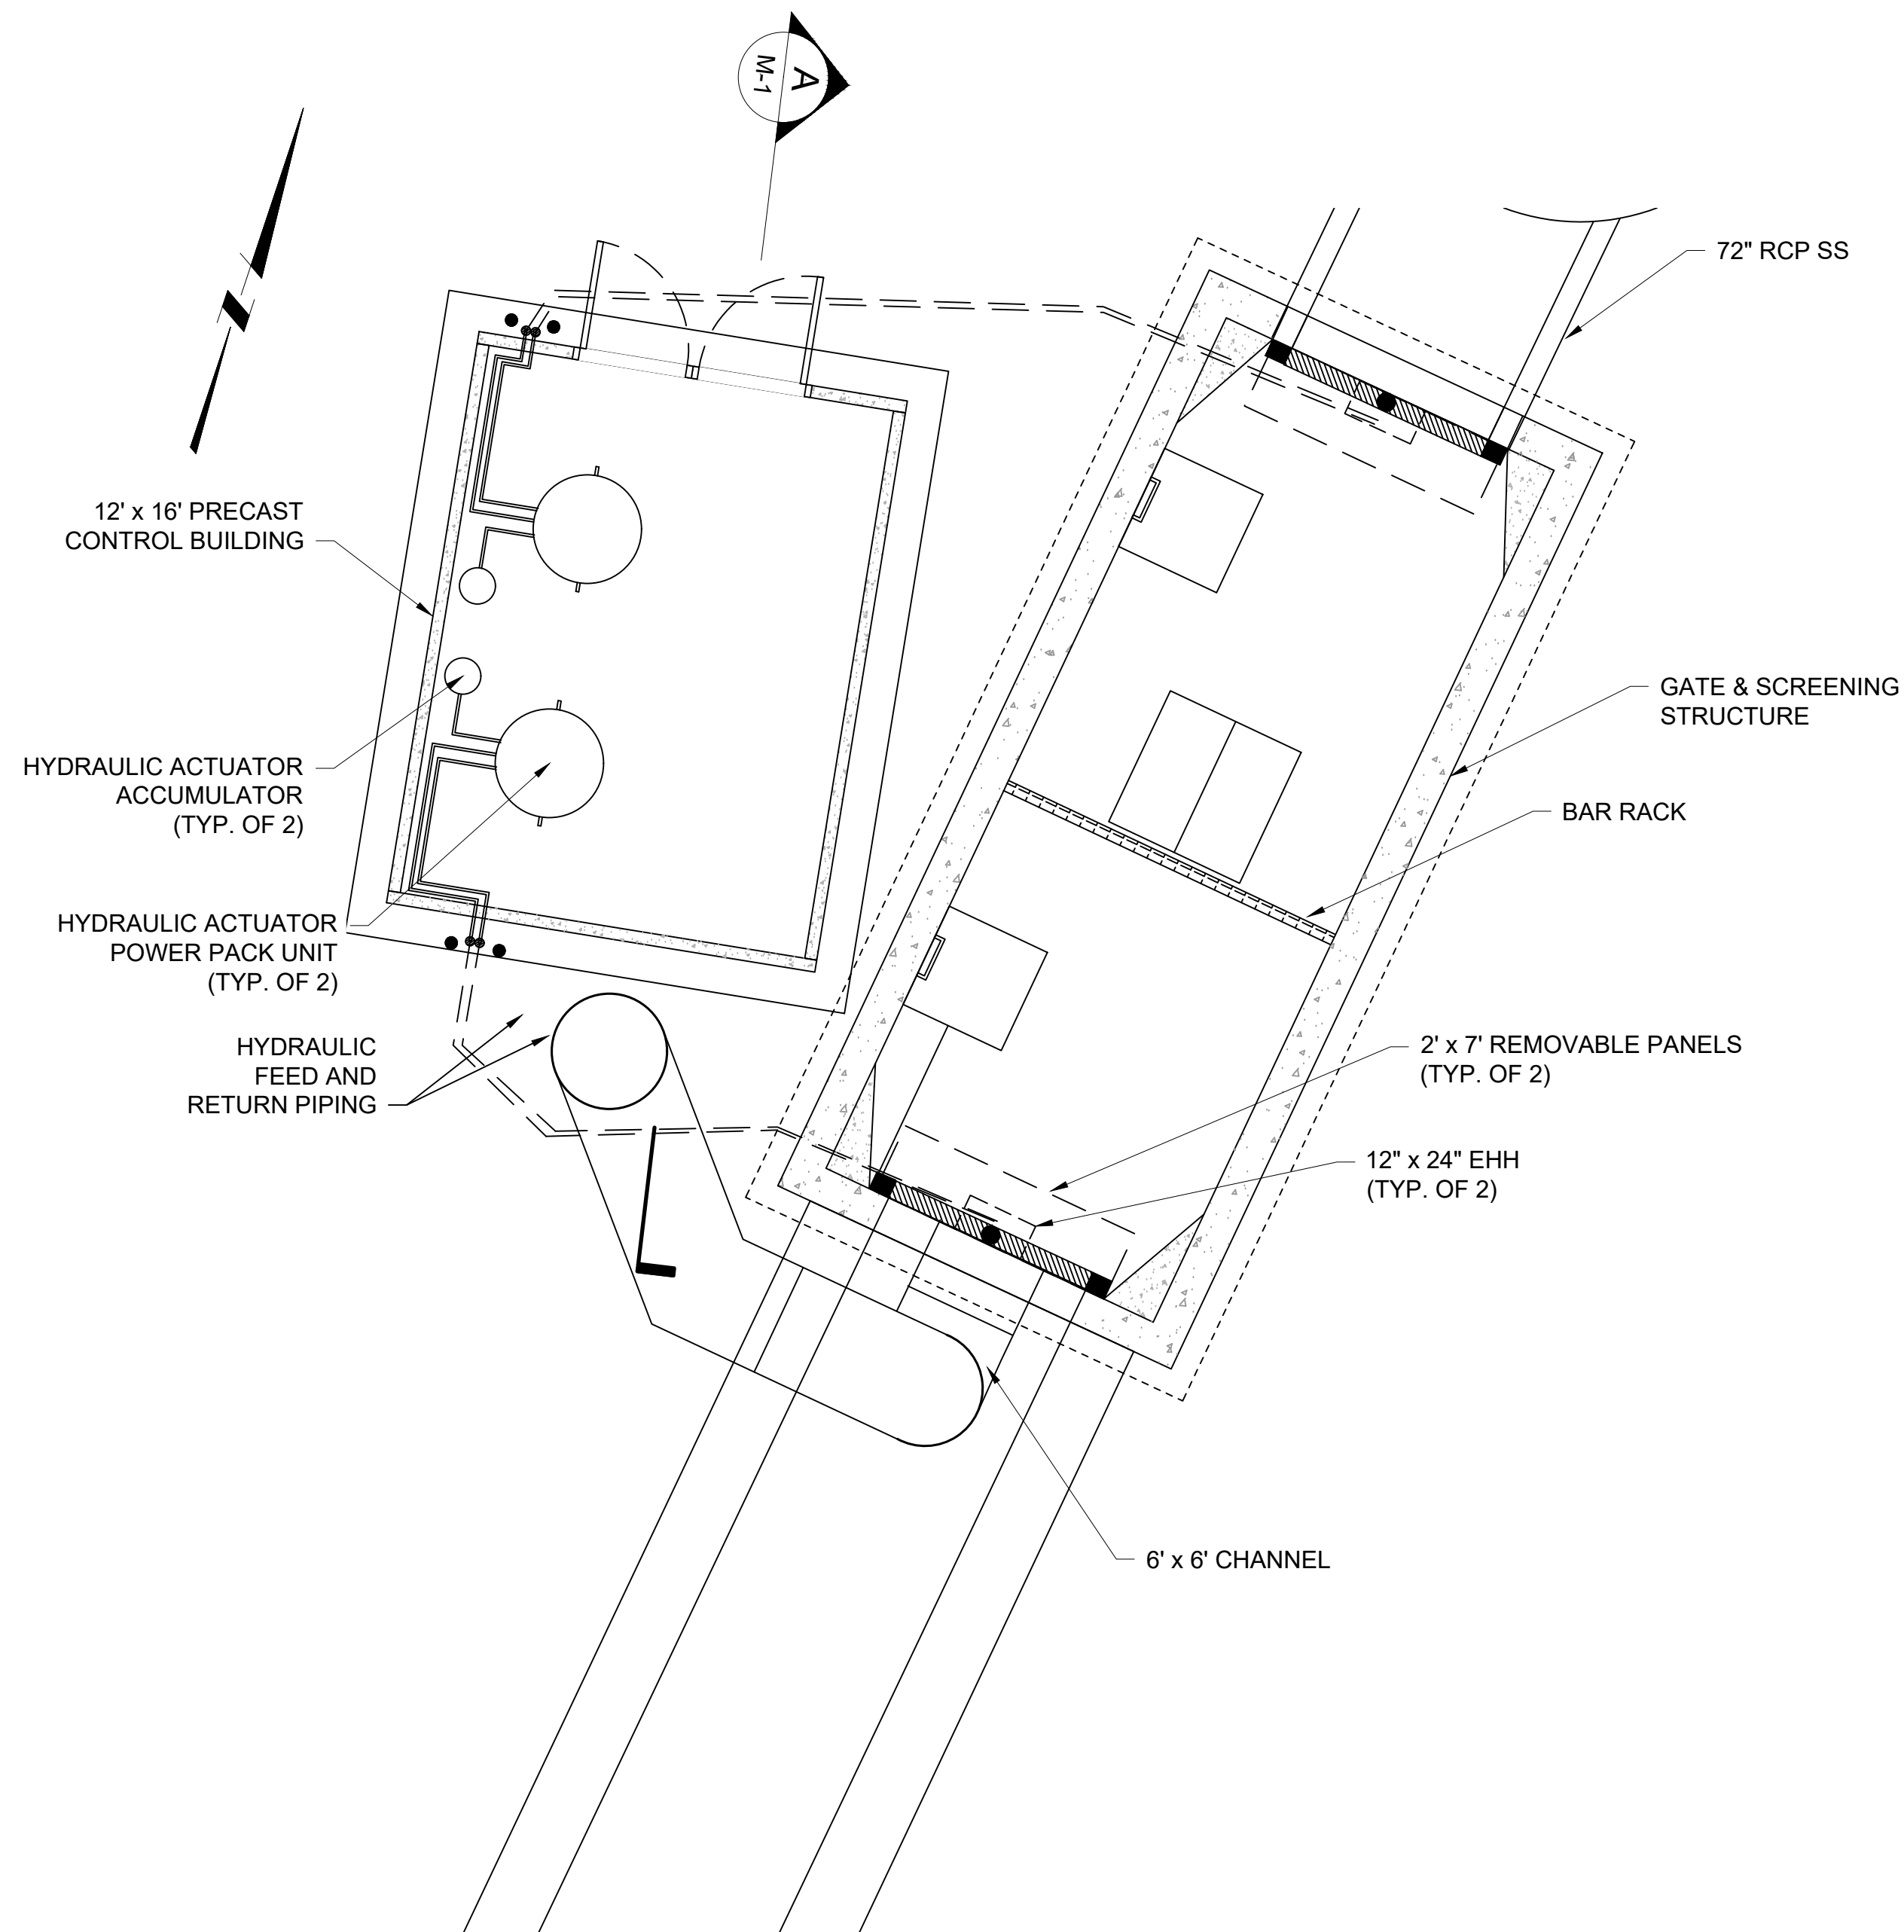 A
M-1
72" RCP SS
12' x 16' PRECAST
CONTROL BUILDING
GATE & SCREENING
STRUCTURE
HYDRAULIC ACTUATOR
ACCUMULATOR
(TYP. OF 2)
BAR RACK
HYDRAULIC ACTUATOR
POWER PACK UNIT
(TYP. OF 2)
HYDRAULIC
FEED AND
RETURN PIPING
2' x 7' REMOVABLE PANELS
(TYP. OF 2)
12" x 24" EHH
(TYP. OF 2)
6' x 6' CHANNEL